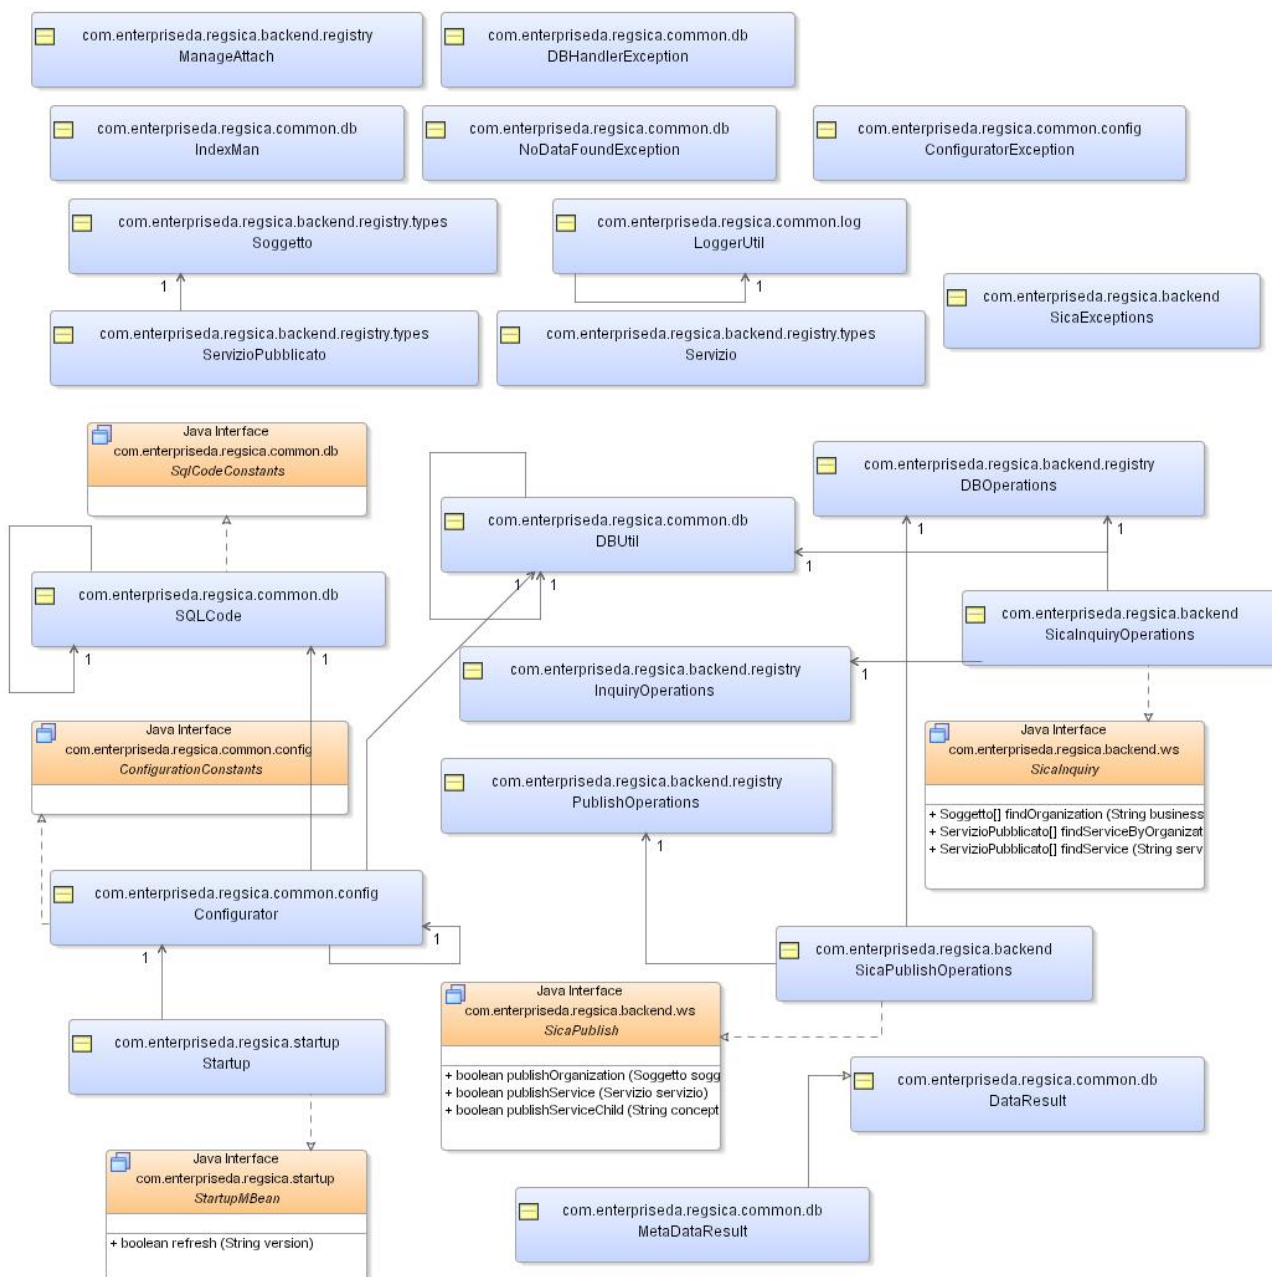 com.enterpriseda.regsica.backend.registry
ManageAttach
com.enterpriseda.regsica.common.db
DBHandlerException
com.enterpriseda.regsica.common.db
IndexMan
com.enterpriseda.regsica.common.db
NoDataFoundException
com.enterpriseda.regsica.common.config
ConfiguratorException
com.enterpriseda.regsica.backend.registry.types
Soggetto
com.enterpriseda.regsica.common.log
LoggerUtil
1
1
com.enterpriseda.regsica.backend
SicaExceptions
com.enterpriseda.regsica.backend.registry.types
ServizioPubblicato
com.enterpriseda.regsica.backend.registry.types
Servizio
Java Interface
com.enterpriseda.regsica.common.db
SqlCodeConstants
com.enterpriseda.regsica.backend.registry
DBOperations
com.enterpriseda.regsica.common.db
DBUtil
1
1
1
1
1
com.enterpriseda.regsica.common.db
SQLCode
com.enterpriseda.regsica.backend
SicaInquiryOperations
1
1
com.enterpriseda.regsica.backend.registry
InquiryOperations
1
Java Interface
com.enterpriseda.regsica.common.config
ConfigurationConstants
Java Interface
com.enterpriseda.regsica.backend.ws
SicaInquiry
+ Soggetto[] findOrganization (String business
+ ServizioPubblicato[] findServiceByOrganizat
+ ServizioPubblicato[] findService (String serv
com.enterpriseda.regsica.backend.registry
PublishOperations
1
com.enterpriseda.regsica.common.config
Configurator
1
1
com.enterpriseda.regsica.backend
SicaPublishOperations
Java Interface
com.enterpriseda.regsica.backend.ws
SicaPublish
+ boolean publishOrganization (Soggetto sogg
+ boolean publishService (Servizio servizio)
+ boolean publishServiceChild (String concept
com.enterpriseda.regsica.startup
Startup
com.enterpriseda.regsica.common.db
DataResult
Java Interface
com.enterpriseda.regsica.startup
StartupMBean
+ boolean refresh (String version)
com.enterpriseda.regsica.common.db
MetaDataResult